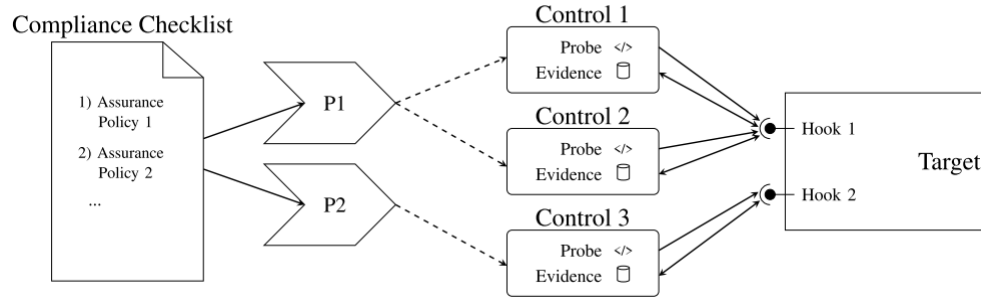 Compliance Checklist
1) Assurance
Policy 1
2) Assurance
Policy 2
...
P1
P2
Control 1
Probe </>
Evidence
Control 2
Probe </>
Evidence
Control 3
Probe </>
Evidence
Hook 1
Hook 2
Target